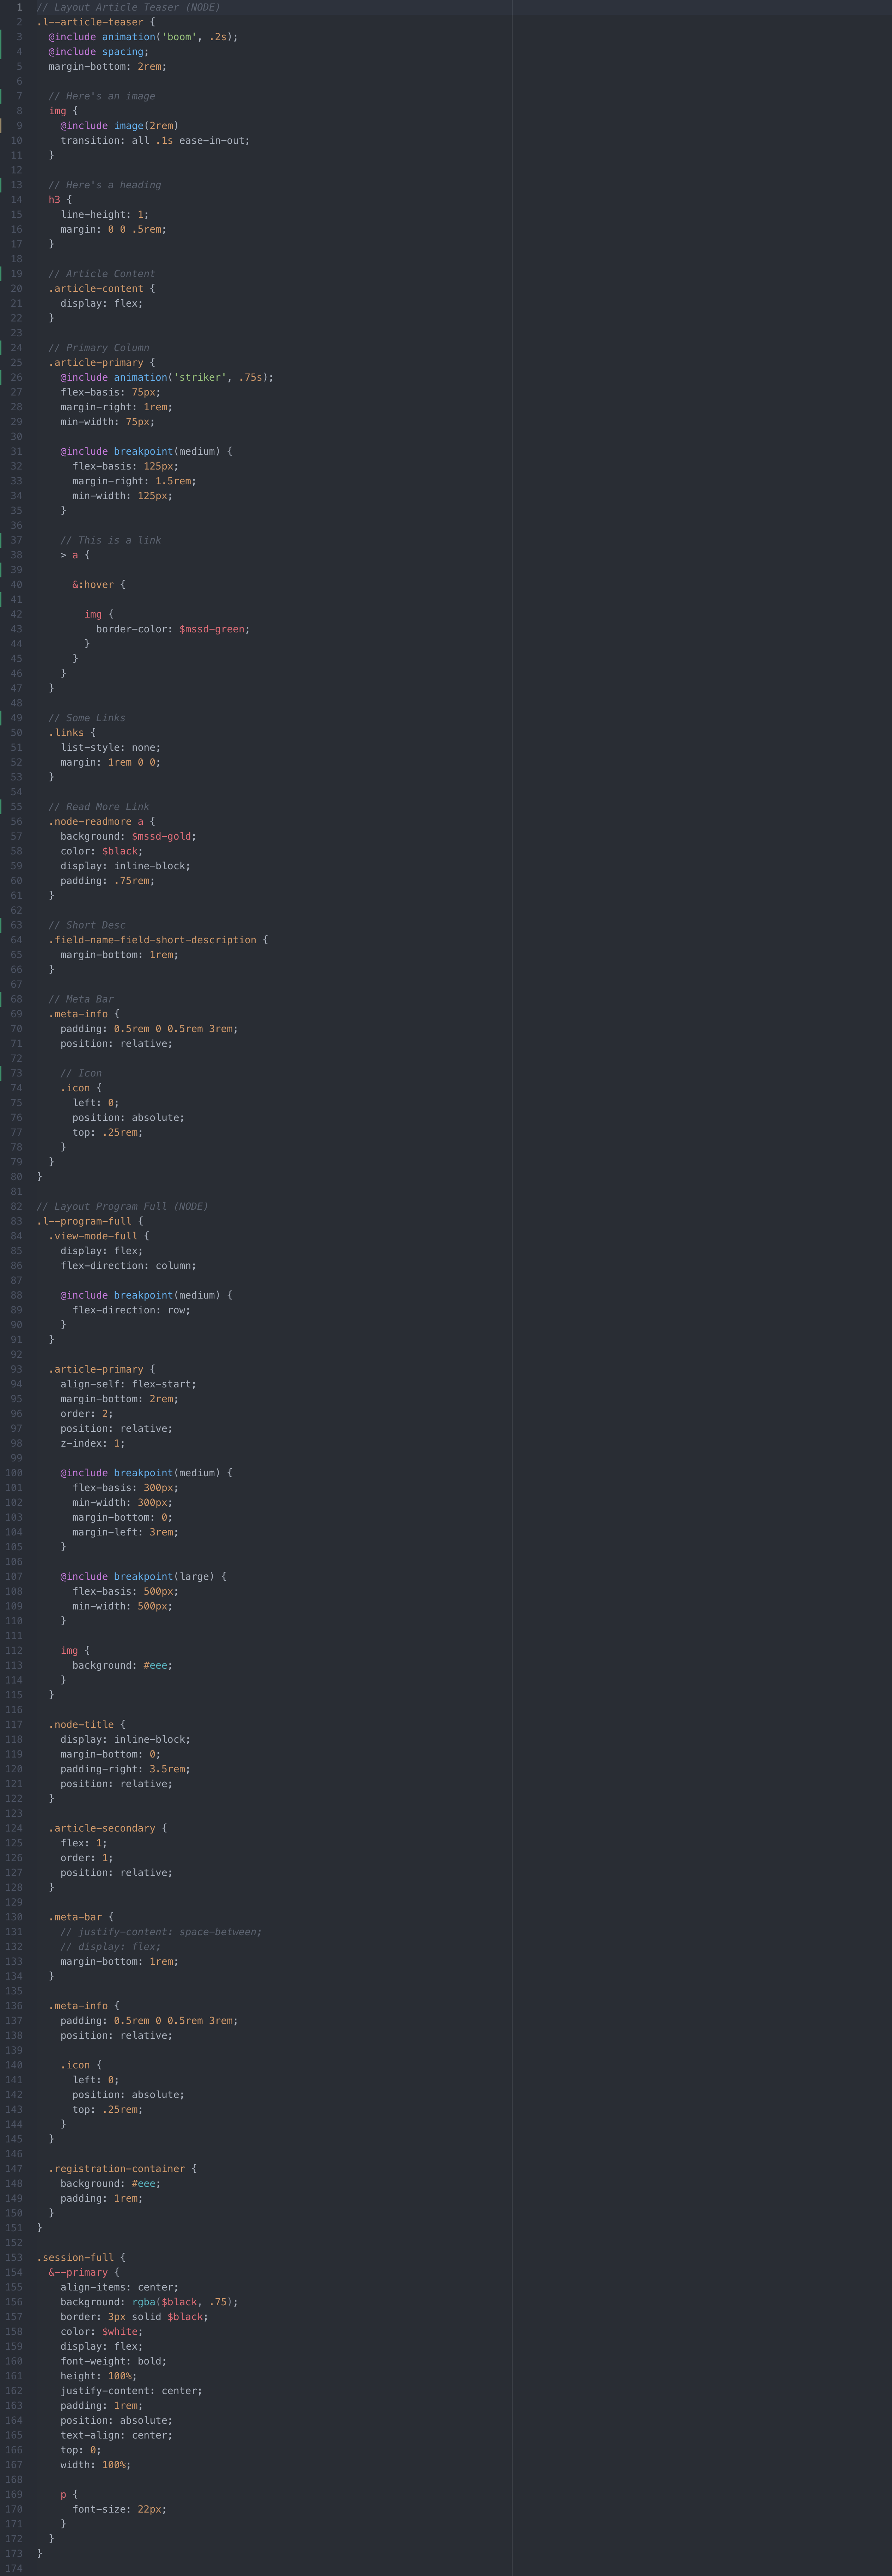 1 // Layout Article Teaser (NODE)
2 .l--article-teaser {
3 @include animation('boom', .2s);
4 @include spacing;
5 margin-bottom: 2rem;
6
7 // Here's an image
8 img {
9 @include image(2rem)
10 transition: all .1s ease-in-out;
11 }
12
13 // Here's a heading
14 h3 {
15 line-height: 1;
16 margin: 0 0 .5rem;
17 }
18
19 // Article Content
20 .article-content {
21 display: flex;
22 }
23
24 // Primary Column
25 .article-primary {
26 @include animation('striker', .75s);
27 flex-basis: 75px;
28 margin-right: 1rem;
29 min-width: 75px;
30
31 @include breakpoint(medium) {
32 flex-basis: 125px;
33 margin-right: 1.5rem;
34 min-width: 125px;
35 }
36
37 // This is a link
38 > a {
39
40 &:hover {
41
42 img {
43 border-color: $mssd-green;
44 }
45 }
46 }
47 }
48
49 // Some Links
50 .links {
51 list-style: none;
52 margin: 1rem 0 0;
53 }
54
55 // Read More Link
56 .node-readmore a {
57 background: $mssd-gold;
58 color: $black;
59 display: inline-block;
60 padding: .75rem;
61 }
62
63 // Short Desc
64 .field-name-field-short-description {
65 margin-bottom: 1rem;
66 }
67
68 // Meta Bar
69 .meta-info {
70 padding: 0.5rem 0 0.5rem 3rem;
71 position: relative;
72
73 // Icon
74 .icon {
75 left: 0;
76 position: absolute;
77 top: .25rem;
78 }
79 }
80 }
81
82 // Layout Program Full (NODE)
83 .l--program-full {
84 .view-mode-full {
85 display: flex;
86 flex-direction: column;
87
88 @include breakpoint(medium) {
89 flex-direction: row;
90 }
91 }
92
93 .article-primary {
94 align-self: flex-start;
95 margin-bottom: 2rem;
96 order: 2;
97 position: relative;
98 z-index: 1;
99
100 @include breakpoint(medium) {
101 flex-basis: 300px;
102 min-width: 300px;
103 margin-bottom: 0;
104 margin-left: 3rem;
105 }
106
107 @include breakpoint(large) {
108 flex-basis: 500px;
109 min-width: 500px;
110 }
111
112 img {
113 background: #eee;
114 }
115 }
116
117 .node-title {
118 display: inline-block;
119 margin-bottom: 0;
120 padding-right: 3.5rem;
121 position: relative;
122 }
123
124 .article-secondary {
125 flex: 1;
126 order: 1;
127 position: relative;
128 }
129
130 .meta-bar {
131 // justify-content: space-between;
132 // display: flex;
133 margin-bottom: 1rem;
134 }
135
136 .meta-info {
137 padding: 0.5rem 0 0.5rem 3rem;
138 position: relative;
139
140 .icon {
141 left: 0;
142 position: absolute;
143 top: .25rem;
144 }
145 }
146
147 .registration-container {
148 background: #eee;
149 padding: 1rem;
150 }
151 }
152
153 .session-full {
154 &--primary {
155 align-items: center;
156 background: rgba($black, .75);
157 border: 3px solid $black;
158 color: $white;
159 display: flex;
160 font-weight: bold;
161 height: 100%;
162 justify-content: center;
163 padding: 1rem;
164 position: absolute;
165 text-align: center;
166 top: 0;
167 width: 100%;
168
169 p {
170 font-size: 22px;
171 }
172 }
173 }
174